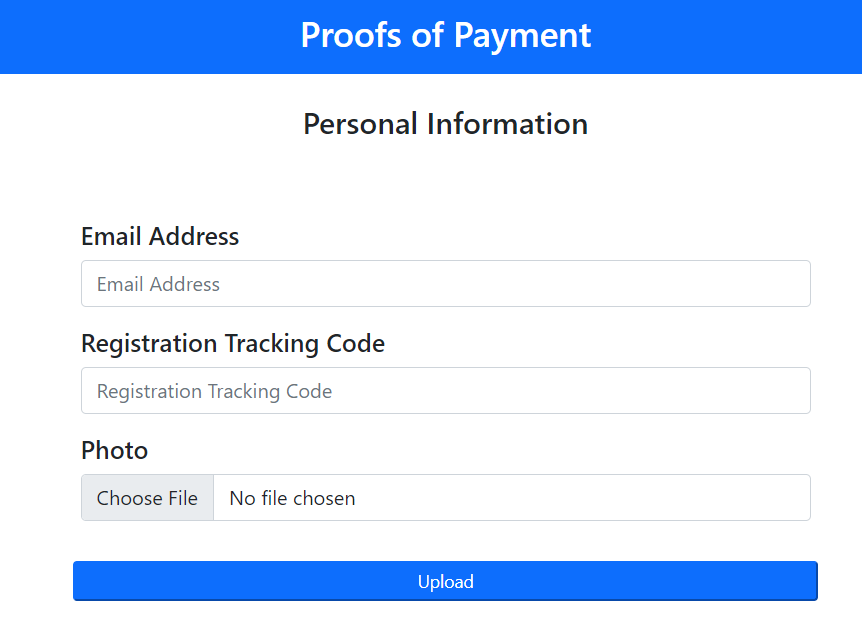 Proofs of Payment
Personal Information
Email Address
Email Address
Registration Tracking Code
Registration Tracking Code
Photo
Choose File No file chosen
Upload